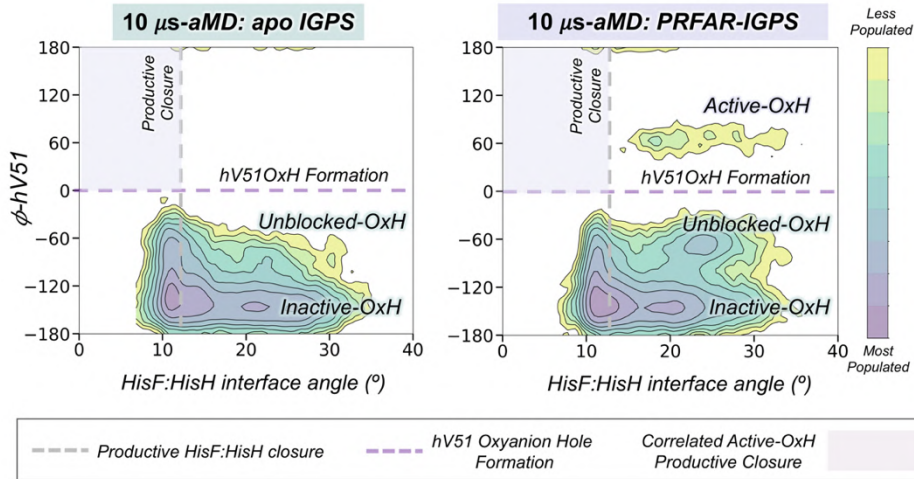 10 μs-aMD: apo IGPS
10 μs-aMD: PRFAR-IGPS
Less
Populated
180
120
60
0
−60
−120
−180
ϕ-hV51
Productive
Closure
hV51OxH Formation
Unblocked-OxH
Inactive-OxH
0
10
20
30
40
HisF:HisH interface angle (º)
180
120
60
0
−60
−120
−180
Productive
Closure
Active-OxH
hV51OxH Formation
Unblocked-OxH
Inactive-OxH
0
10
20
30
40
HisF:HisH interface angle (º)
Most
Populated
Productive HisF:HisH closure
hV51 Oxyanion Hole
Formation
Correlated Active-OxH
Productive Closure